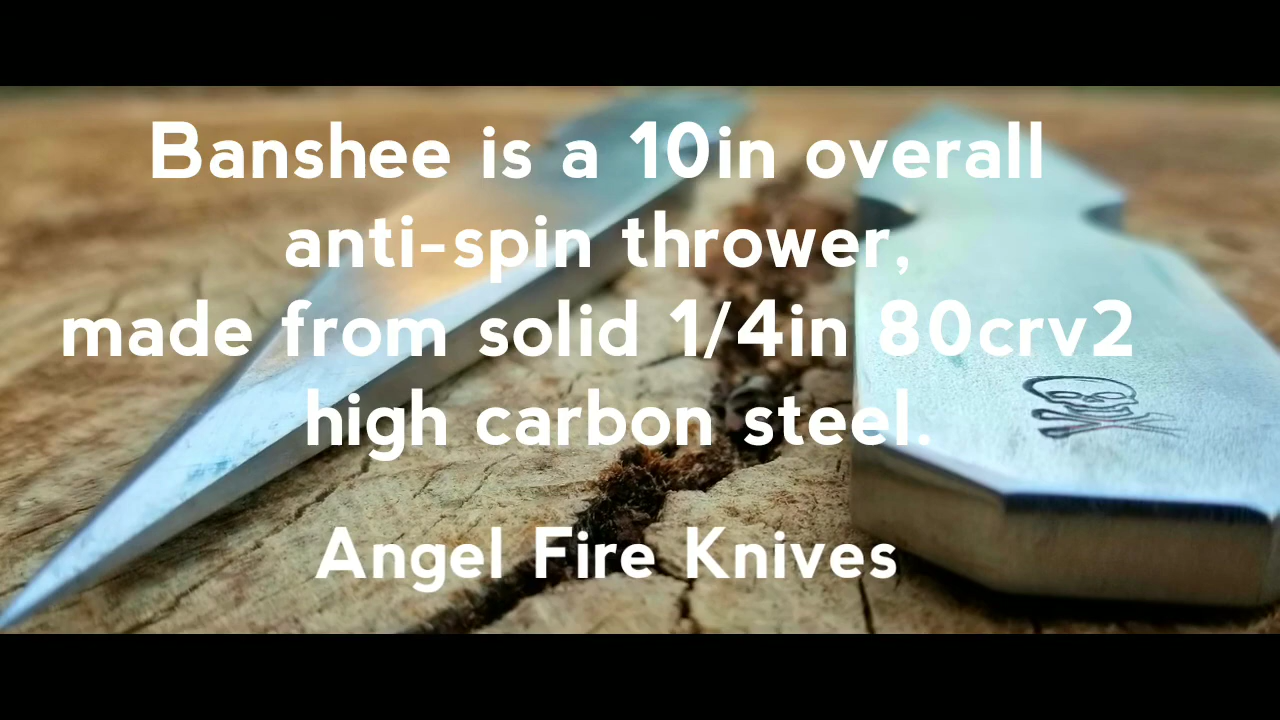 Banshee is a 10in overall
anti-spin thrower,
made from solid 1/4in 80crv2
high carbon steel.
Angel Fire Knives